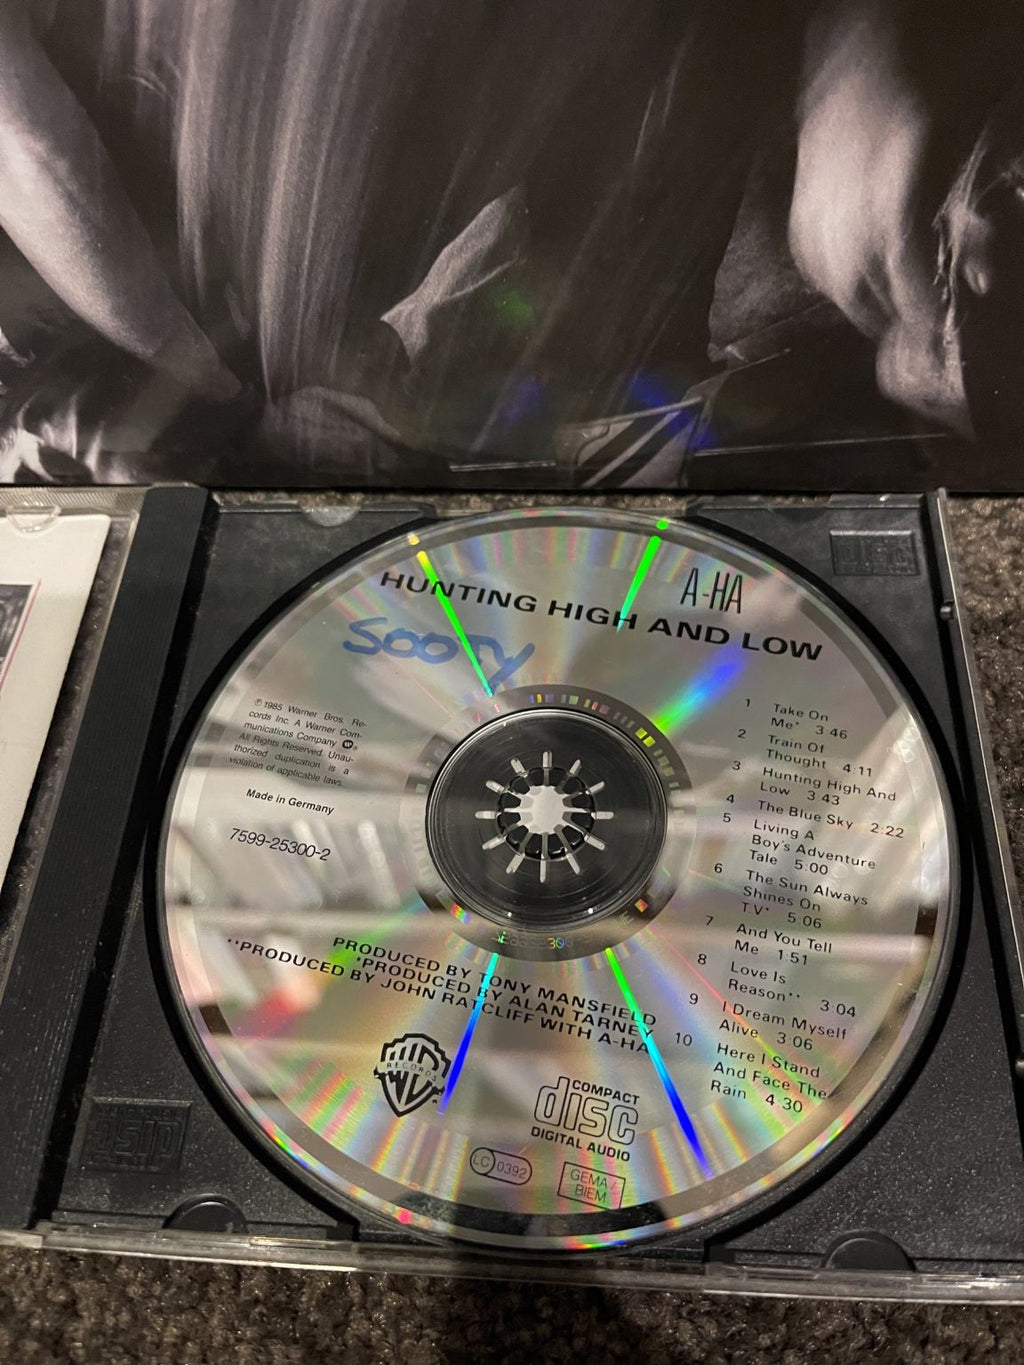 A-HA
HUNTING HIGH AND LOW
SOOTY
℗ 1985 Warner Bros. Re-
cords Inc. A Warner Com-
munications Company
All Rights Reserved. Unau-
thorized duplication is a
violation of applicable laws.
Made in Germany
7599-25300-2
1 Take On
Me* 3 46
2 Train Of
Thought 4:11
3 Hunting High And
Low 3 43
4 The Blue Sky 2:22
5 Living A
Boy's Adventure
Tale 5:00
6 The Sun Always
Shines On
T.V* 5:06
7 And You Tell
Me 1:51
8 Love Is
Reason** 3:04
9 I Dream Myself
Alive 3:06
10 Here I Stand
And Face The
Rain 4:30
PRODUCED BY TONY MANSFIELD
*PRODUCED BY ALAN TARNEY
**PRODUCED BY JOHN RATCLIFF WITH A-HA
WB
RECORDS
COMPACT
disc
DIGITAL AUDIO
LC 0392
GEMA/
BIEM